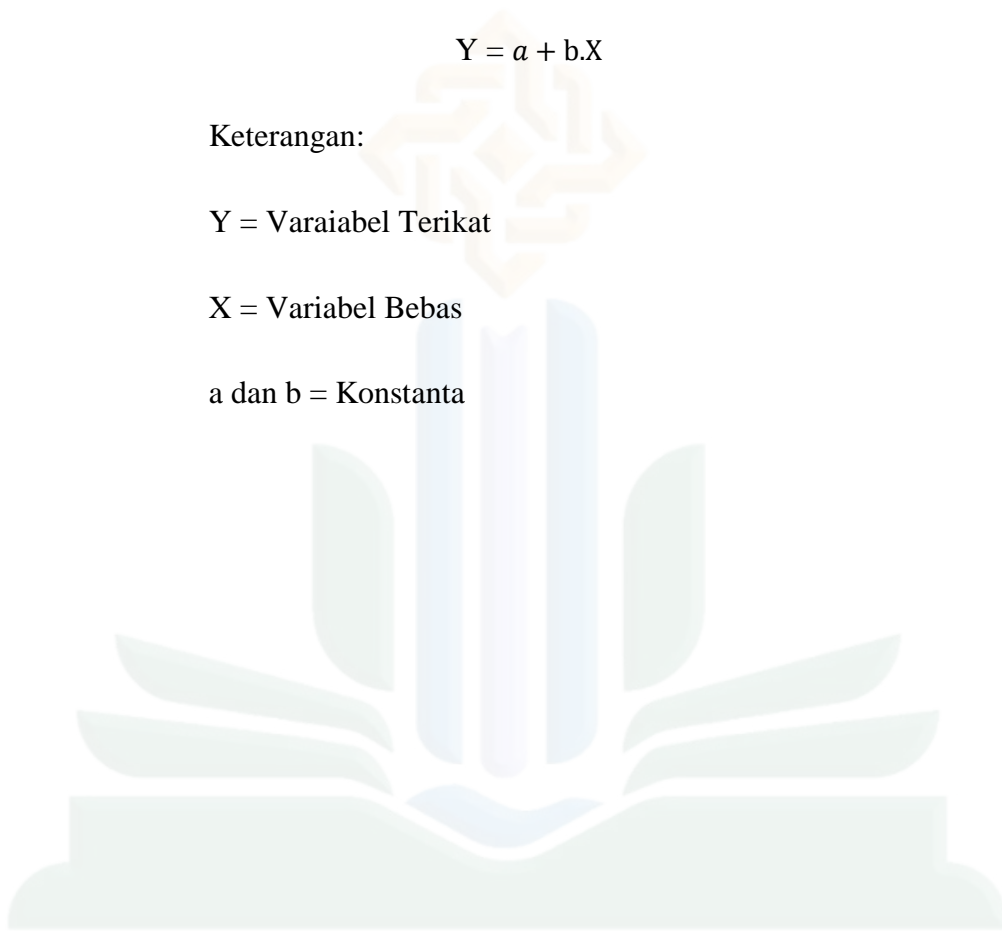 Y = a + b.X
Keterangan:
Y = Varaiabel Terikat
X = Variabel Bebas
a dan b = Konstanta